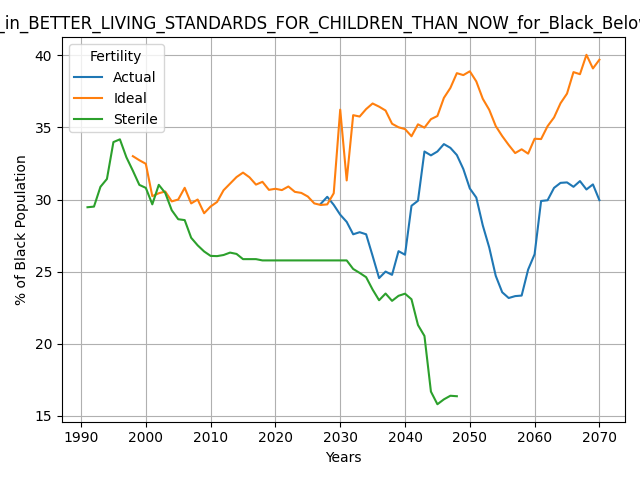 _in_BETTER_LIVING_STANDARDS_FOR_CHILDREN_THAN_NOW_for_Black_Below
Fertility
Actual
Ideal
Sterile
% of Black Population
40
35
30
25
20
15
1990 2000 2010 2020 2030 2040 2050 2060 2070
Years